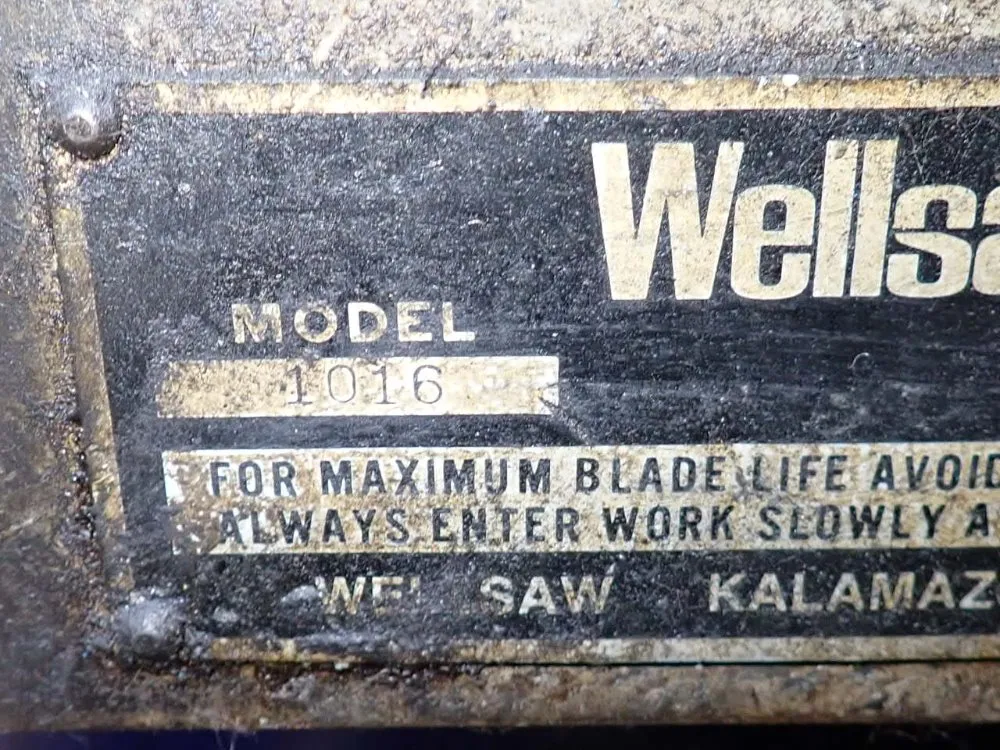 Wellsa
MODEL
1016
FOR MAXIMUM BLADE LIFE AVOID
ALWAYS ENTER WORK SLOWLY A
SAW KALAMAZ